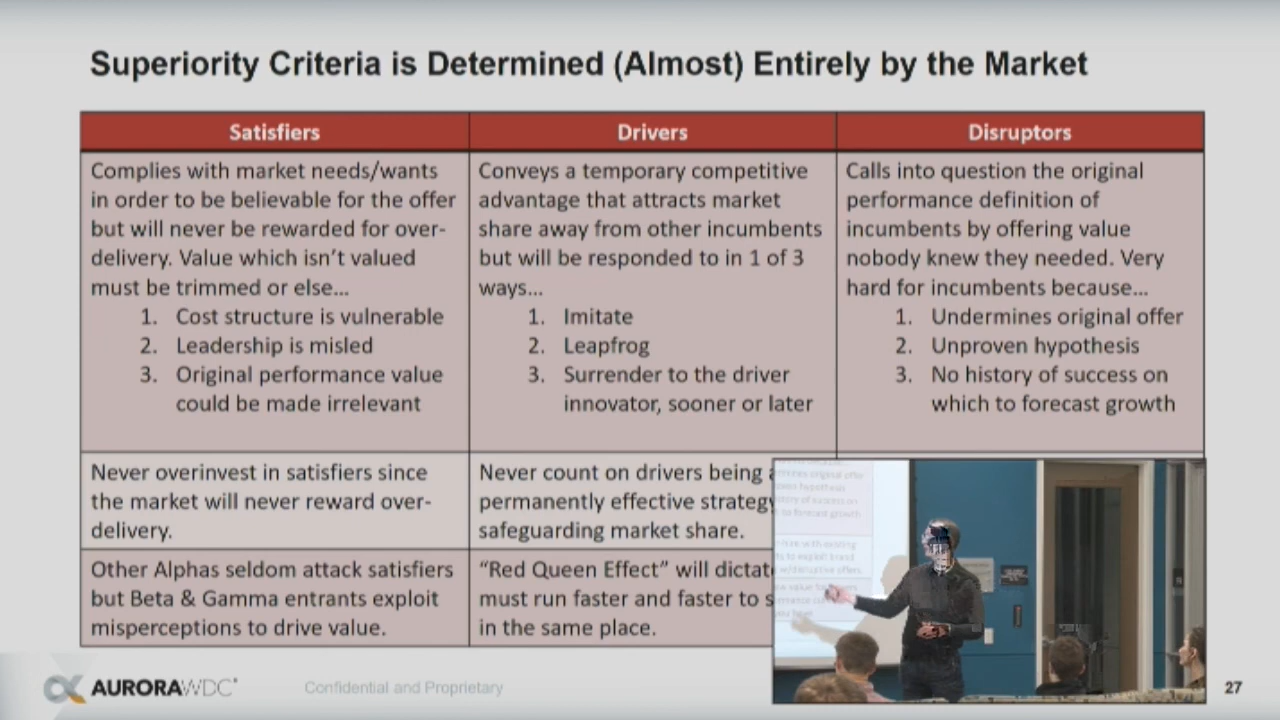 Superiority Criteria is Determined (Almost) Entirely by the Market
Satisfiers
Complies with market needs/wants
in order to be believable for the offer
but will never be rewarded for over-
delivery. Value which isn't valued
must be trimmed or else...
1. Cost structure is vulnerable
2. Leadership is misled
3. Original performance value
could be made irrelevant
Drivers
Conveys a temporary competitive
advantage that attracts market
share away from other incumbents
but will be responded to in 1 of 3
ways...
1. Imitate
2. Leapfrog
3. Surrender to the driver
innovator, sooner or later
Disruptors
Calls into question the original
performance definition of
incumbents by offering value
nobody knew they needed. Very
hard for incumbents because...
1. Undermines original offer
2. Unproven hypothesis
3. No history of success on
which to forecast growth
Never overinvest in satisfiers since
the market will never reward over-
delivery.
Never count on drivers being
permanently effective strategy
safeguarding market share.
Other Alphas seldom attack satisfiers
but Beta & Gamma entrants exploit
misperceptions to drive value.
"Red Queen Effect" will
must run faster and faster to
in the same place.
AURORAWDC
Confidential and Proprietary
27